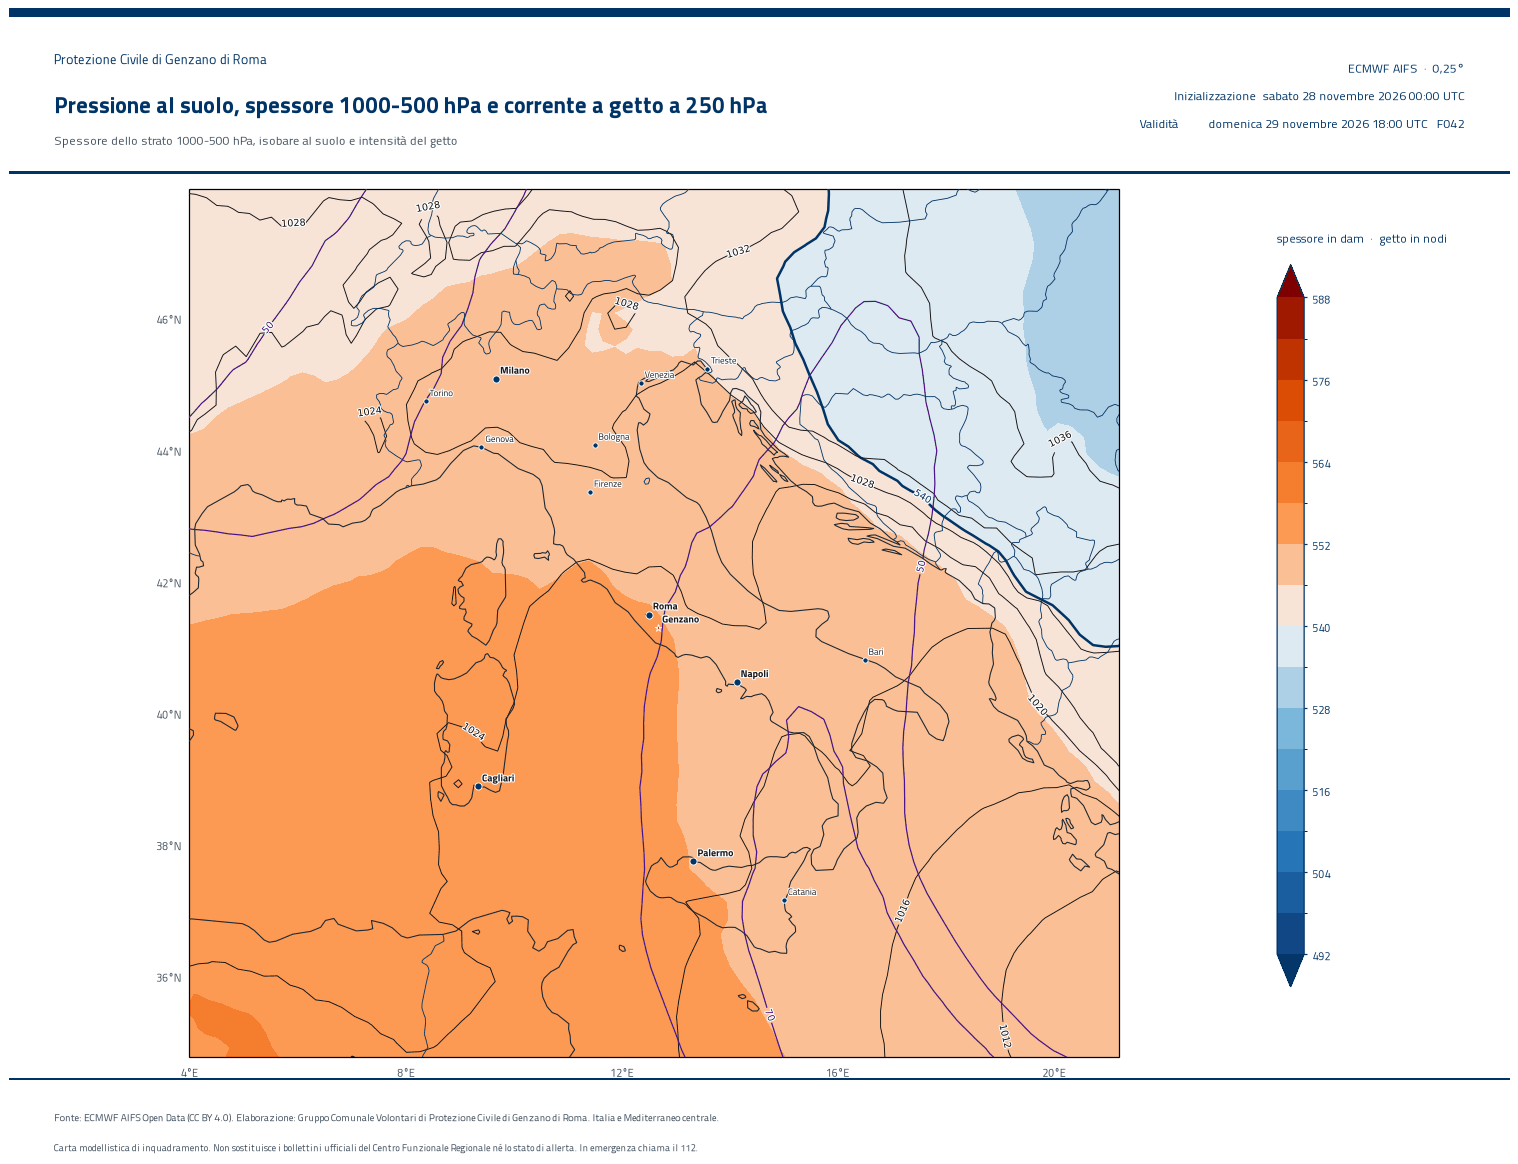 Protezione Civile di Genzano di Roma
ECMWF AIFS · 0,25°
Pressione al suolo, spessore 1000-500 hPa e corrente a getto a 250 hPa
Inizializzazione sabato 28 novembre 2026 00:00 UTC
Spessore dello strato 1000-500 hPa, isobare al suolo e intensità del getto
Validità domenica 29 novembre 2026 18:00 UTC F042
spessore in dam · getto in nodi
1028
1028
1032
1028
50
46°N
Trieste
Milano
Venezia
Torino
1024
Genova
Bologna
44°N
1036
Firenze
1028
540
50
42°N
Roma
Genzano
Bari
Napoli
40°N
1020
1024
Cagliari
38°N
Palermo
Catania
1016
36°N
70
1012
4°E 8°E 12°E 16°E 20°E
588
576
564
552
540
528
516
504
492
Fonte: ECMWF AIFS Open Data (CC BY 4.0). Elaborazione: Gruppo Comunale Volontari di Protezione Civile di Genzano di Roma. Italia e Mediterraneo centrale.
Carta modellistica di inquadramento. Non sostituisce i bollettini ufficiali del Centro Funzionale Regionale né lo stato di allerta. In emergenza chiama il 112.